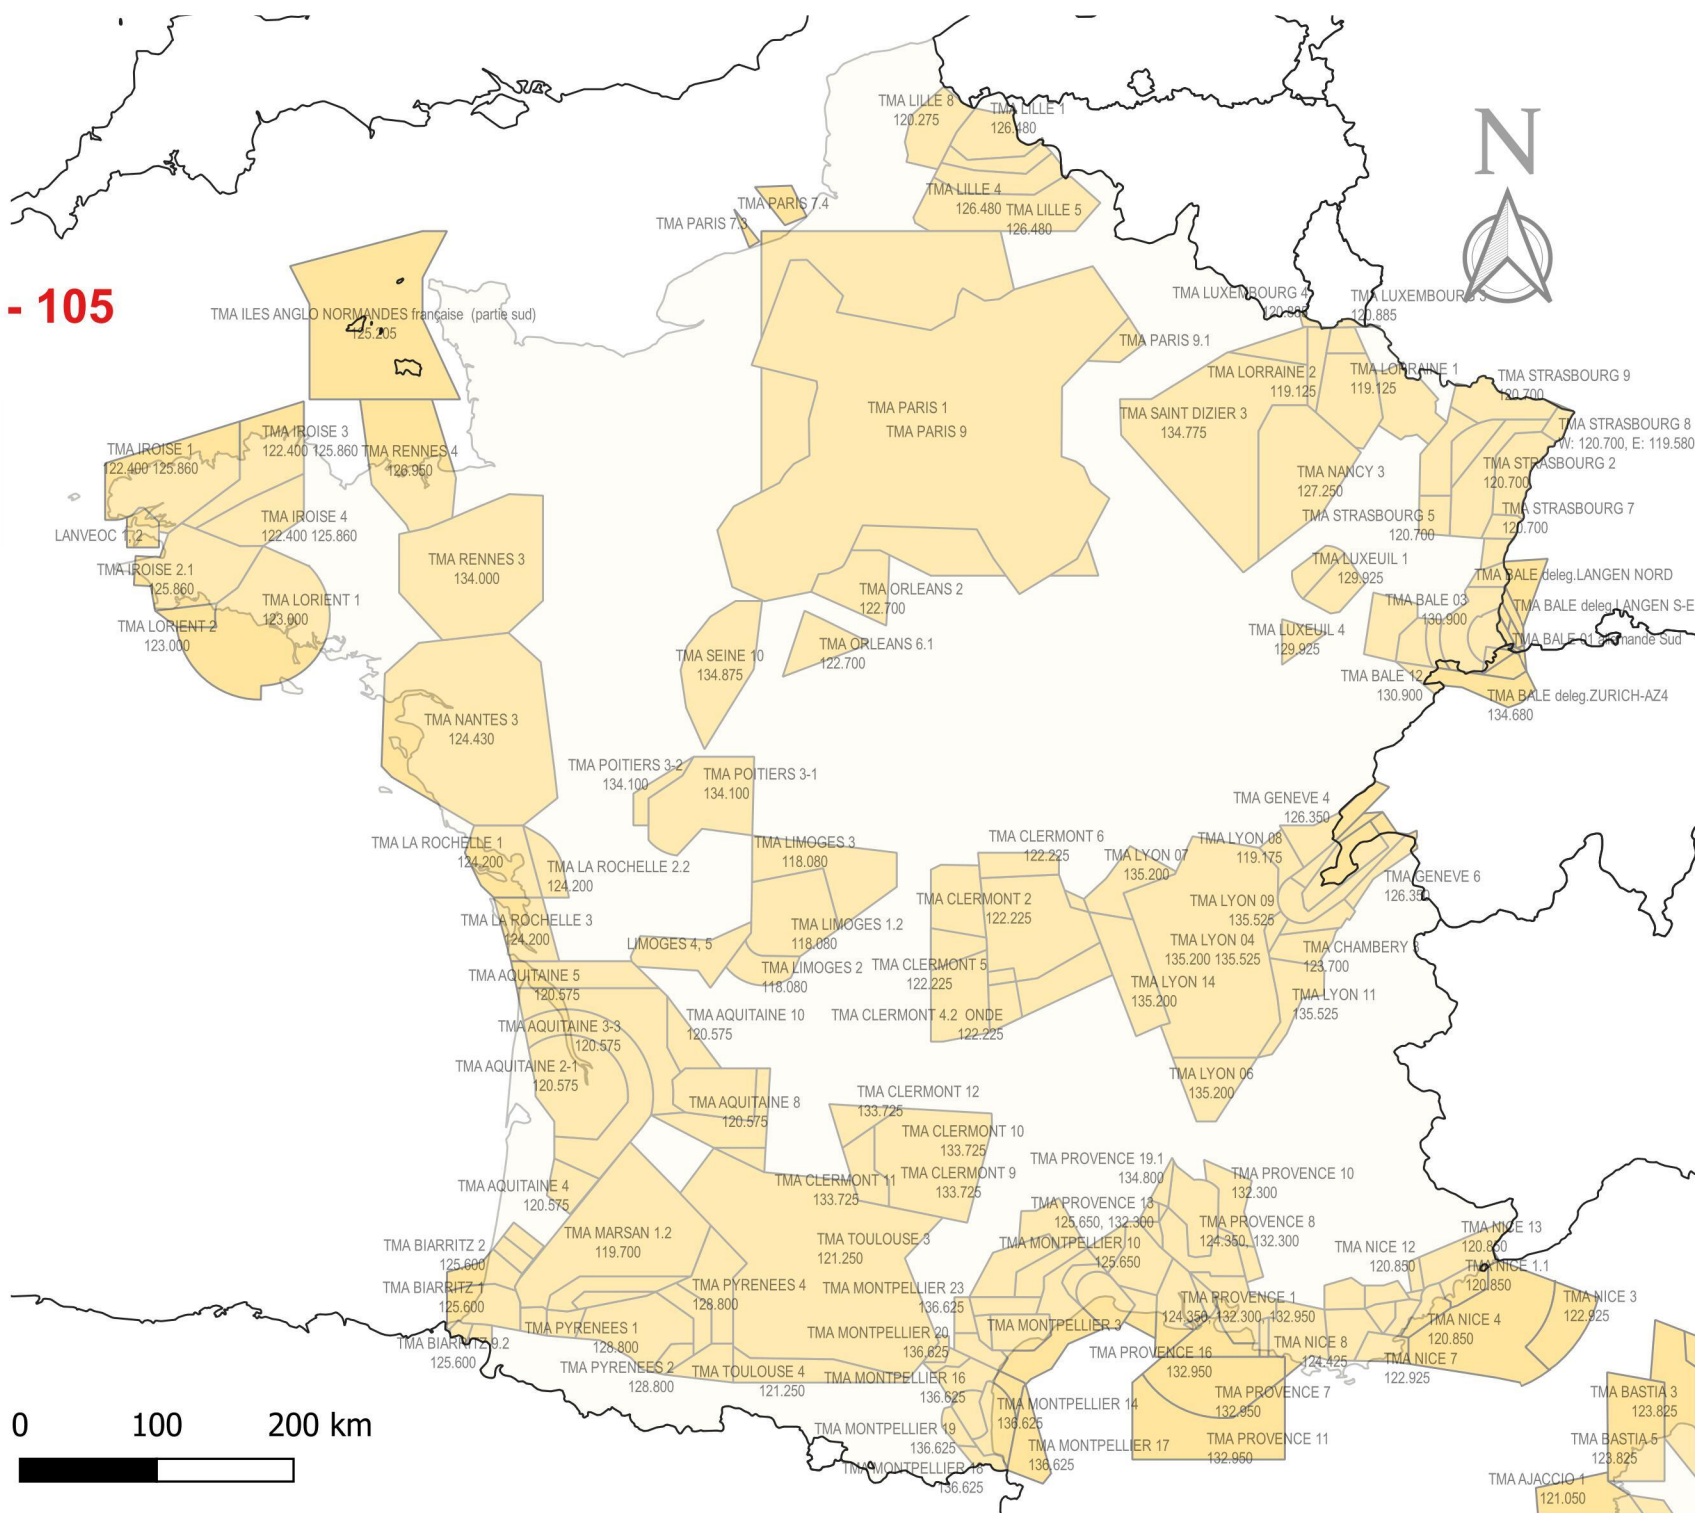 TMA LILLE 8
120.275
TMA LILLE 1
126.480
N
TMA LILLE 4
126.480
TMA LILLE 5
126.480
TMA PARIS 7.4
TMA PARIS 7.3
- 105
TMA ILES ANGLO NORMANDES française (partie sud)
125.205
TMA LUXEMBOURG 4
120.885
TMA LUXEMBOURG 3
120.885
TMA PARIS 9.1
TMA LORRAINE 2
119.125
TMA LORRAINE 1
119.125
TMA STRASBOURG 9
120.700
TMA PARIS 1
TMA PARIS 9
TMA SAINT DIZIER 3
134.775
TMA STRASBOURG 8
W: 120.700, E: 119.580
TMA IROISE 1
122.400 125.860
TMA IROISE 3
122.400 125.860
TMA RENNES 4
126.950
TMA NANCY 3
127.250
TMA STRASBOURG 2
120.700
TMA IROISE 4
122.400 125.860
LANVEOC 1, 2
TMA STRASBOURG 5
120.700
TMA STRASBOURG 7
120.700
TMA IROISE 2.1
125.860
TMA RENNES 3
134.000
TMA LUXEUIL 1
129.925
TMA BALE deleg.LANGEN NORD
TMA LORIENT 1
123.000
TMA ORLEANS 2
122.700
TMA BALE 03
130.900
TMA BALE deleg.LANGEN S-E
TMA LORIENT 2
123.000
TMA LUXEUIL 4
129.925
TMA BALE 01 allemande Sud
TMA SEINE 10
134.875
TMA ORLEANS 6.1
122.700
TMA BALE 12
130.900
TMA BALE deleg.ZURICH-AZ4
134.680
TMA NANTES 3
124.430
TMA POITIERS 3-2
134.100
TMA POITIERS 3-1
134.100
TMA GENEVE 4
126.350
TMA LA ROCHELLE 1
124.200
TMA LIMOGES 3
118.080
TMA CLERMONT 6
122.225
TMA LYON 07
135.200
TMA LYON 08
119.175
TMA LA ROCHELLE 2.2
124.200
TMA GENEVE 6
126.350
TMA CLERMONT 2
122.225
TMA LYON 09
135.525
TMA LA ROCHELLE 3
124.200
TMA LIMOGES 1.2
118.080
LIMOGES 4, 5
TMA LYON 04
135.200 135.525
TMA CHAMBERY 3
123.700
TMA LIMOGES 2
118.080
TMA CLERMONT 5
122.225
TMA AQUITAINE 5
120.575
TMA LYON 14
135.200
TMA LYON 11
135.525
TMA AQUITAINE 10
120.575
TMA CLERMONT 4.2 ONDE
122.225
TMA AQUITAINE 3-3
120.575
TMA AQUITAINE 2-1
120.575
TMA LYON 06
135.200
TMA AQUITAINE 8
120.575
TMA CLERMONT 12
133.725
TMA CLERMONT 10
133.725
TMA CLERMONT 11
133.725
TMA CLERMONT 9
133.725
TMA PROVENCE 19.1
134.800
TMA PROVENCE 10
132.300
TMA AQUITAINE 4
120.575
TMA PROVENCE 13
125.650, 132.300
TMA PROVENCE 8
124.350, 132.300
TMA MARSAN 1.2
119.700
TMA TOULOUSE 3
121.250
TMA MONTPELLIER 10
125.650
TMA NICE 13
120.850
TMA BIARRITZ 2
125.600
TMA NICE 12
120.850
TMA NICE 1.1
120.850
TMA BIARRITZ 1
125.600
TMA PYRENEES 4
128.800
TMA MONTPELLIER 23
136.625
TMA PROVENCE 1
124.350, 132.300, 132.950
TMA NICE 3
122.925
TMA PYRENEES 1
128.800
TMA MONTPELLIER 20
136.625
TMA MONTPELLIER 3
TMA NICE 4
120.850
TMA BIARRITZ 9.2
125.600
TMA PROVENCE 16
132.950
TMA NICE 8
124.425
TMA NICE 7
122.925
TMA PYRENEES 2
128.800
TMA TOULOUSE 4
121.250
TMA MONTPELLIER 16
136.625
TMA PROVENCE 7
132.950
TMA BASTIA 3
123.825
TMA MONTPELLIER 14
136.625
TMA MONTPELLIER 19
136.625
TMA PROVENCE 11
132.950
TMA BASTIA 5
123.825
TMA MONTPELLIER 17
136.625
TMA MONTPELLIER 18
136.625
TMA AJACCIO 1
121.050
0 100 200 km